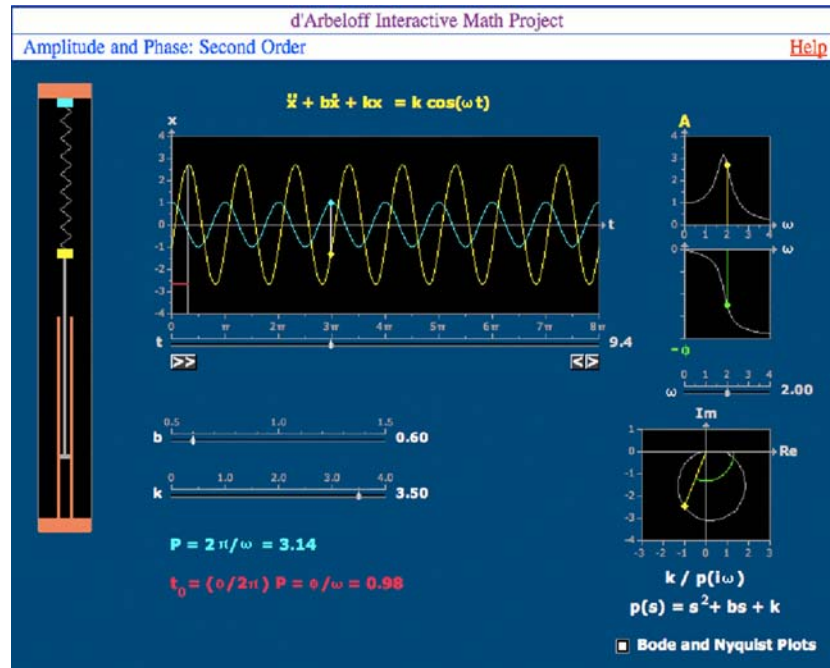 d'Arbeloff Interactive Math Project
Amplitude and Phase: Second Order Help
ẍ + bẋ + kx = k cos(ωt)
x
4
3
2
1
0
-1
-2
-3
-4
t
0 1π 2π 3π 4π 5π 6π 7π 8π
t 9.4
>> <>
0.5 1.0 1.5
b 0.60
0 1.0 2.0 3.0 4.0
k 3.50
P = 2π/ω = 3.14
t₀ = (φ/2π) P = φ/ω = 0.98
A
4
3
2
1
0
0 1 2 3 4 ω
0 ω
-φ
0 1 2 3 4
ω 2.00
Im
1
0 Re
-1
-2
-3
-4
-3 -2 -1 0 1 2 3
k / p(iω)
p(s) = s² + bs + k
Bode and Nyquist Plots